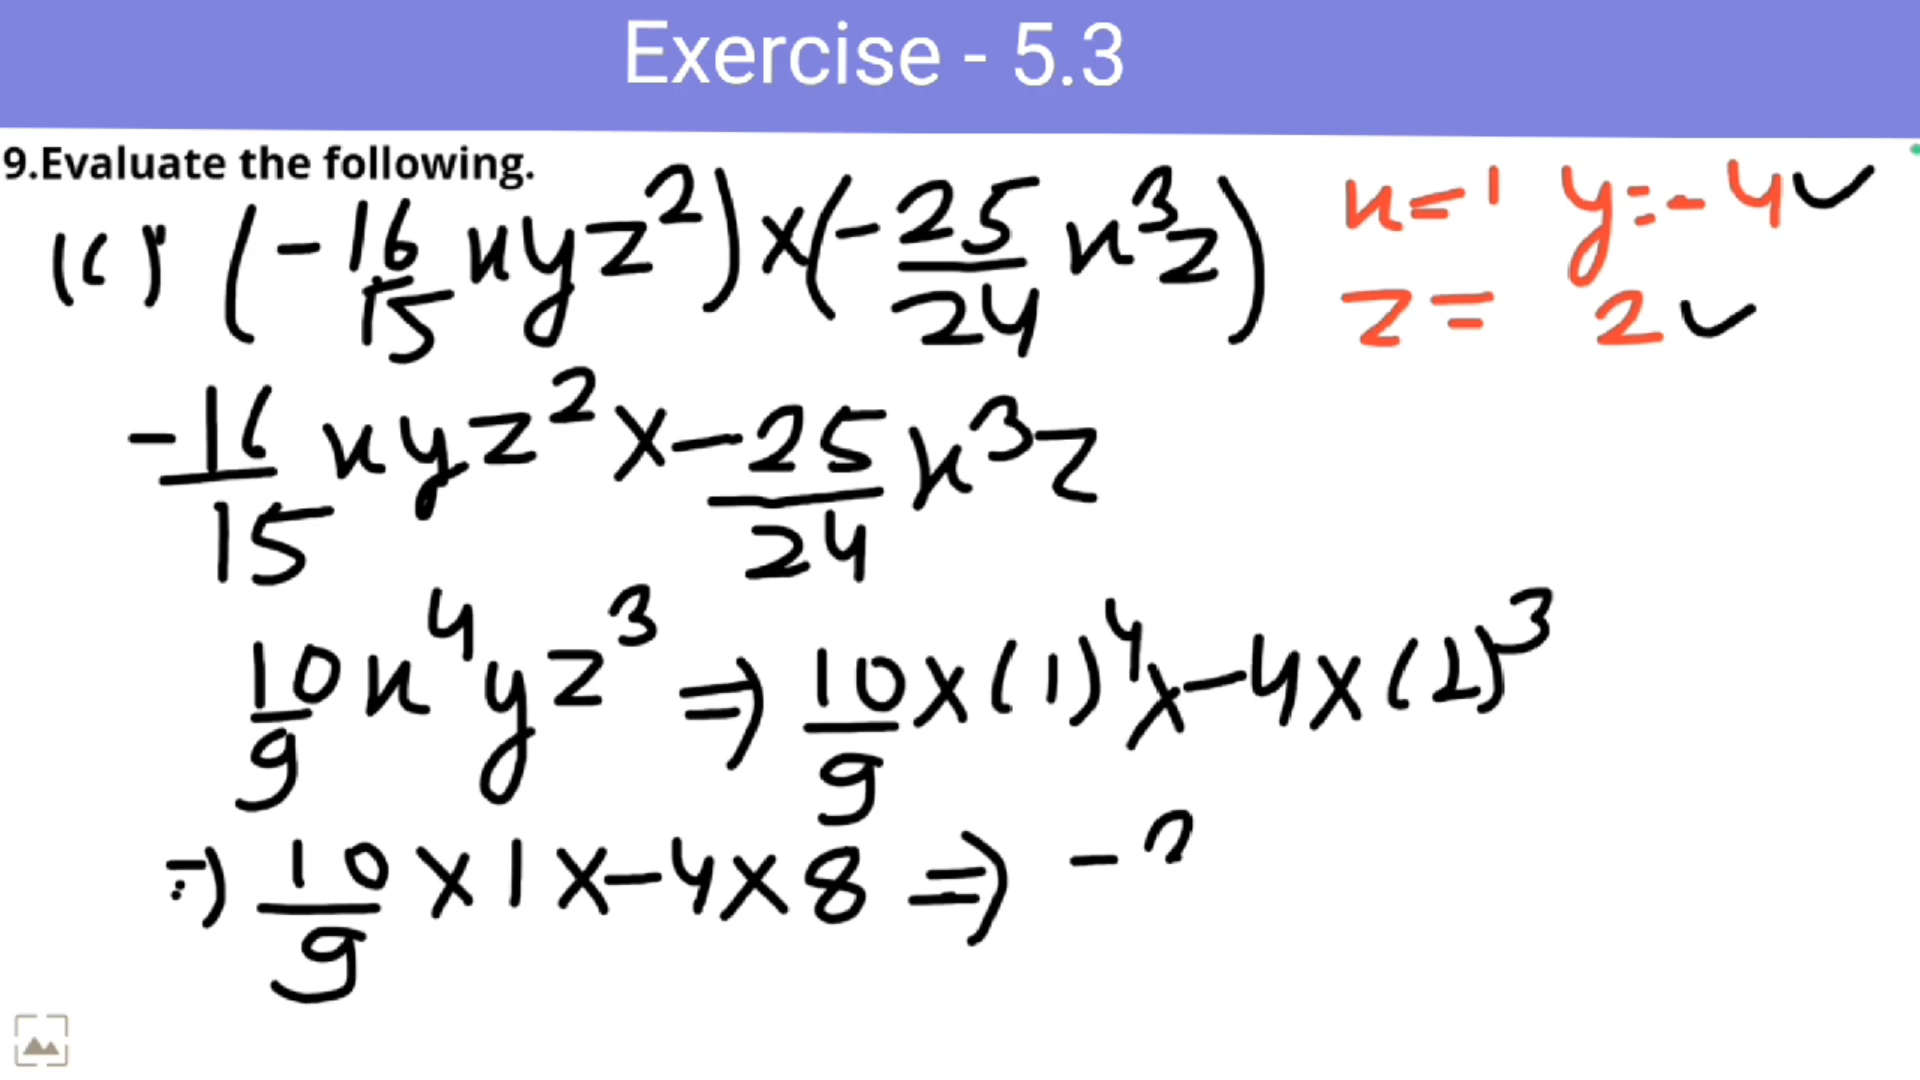 Exercise - 5.3
9.Evaluate the following.
(c) (-16/15 xyz²) × (-25/24 x³z) x=1 y=-4 ✓
z= 2 ✓
-16/15 xyz² × -25/24 x³z
10/9 x⁴yz³ ⇒ 10/9 × (1)⁴ × -4 × (2)³
⇒ 10/9 × 1 × -4 × 8 ⇒ -